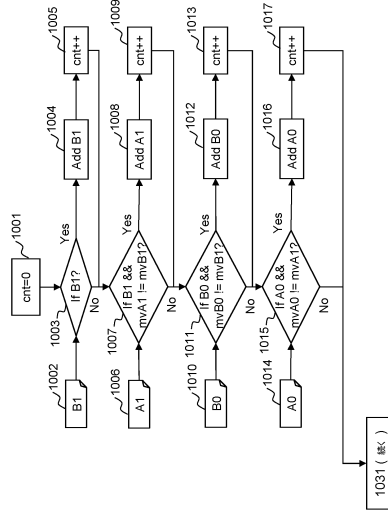 1001
cnt=0
1002
B1
1003
If B1?
Yes
No
1004
Add B1
1005
cnt++
1006
A1
1007
If B1 &&
mvA1 != mvB1?
Yes
No
1008
Add A1
1009
cnt++
1010
B0
1011
If B0 &&
mvB0 != mvB1?
Yes
No
1012
Add B0
1013
cnt++
1014
A0
1015
If A0 &&
mvA0 != mvA1?
Yes
No
1016
Add A0
1017
cnt++
1031 ( 続く )